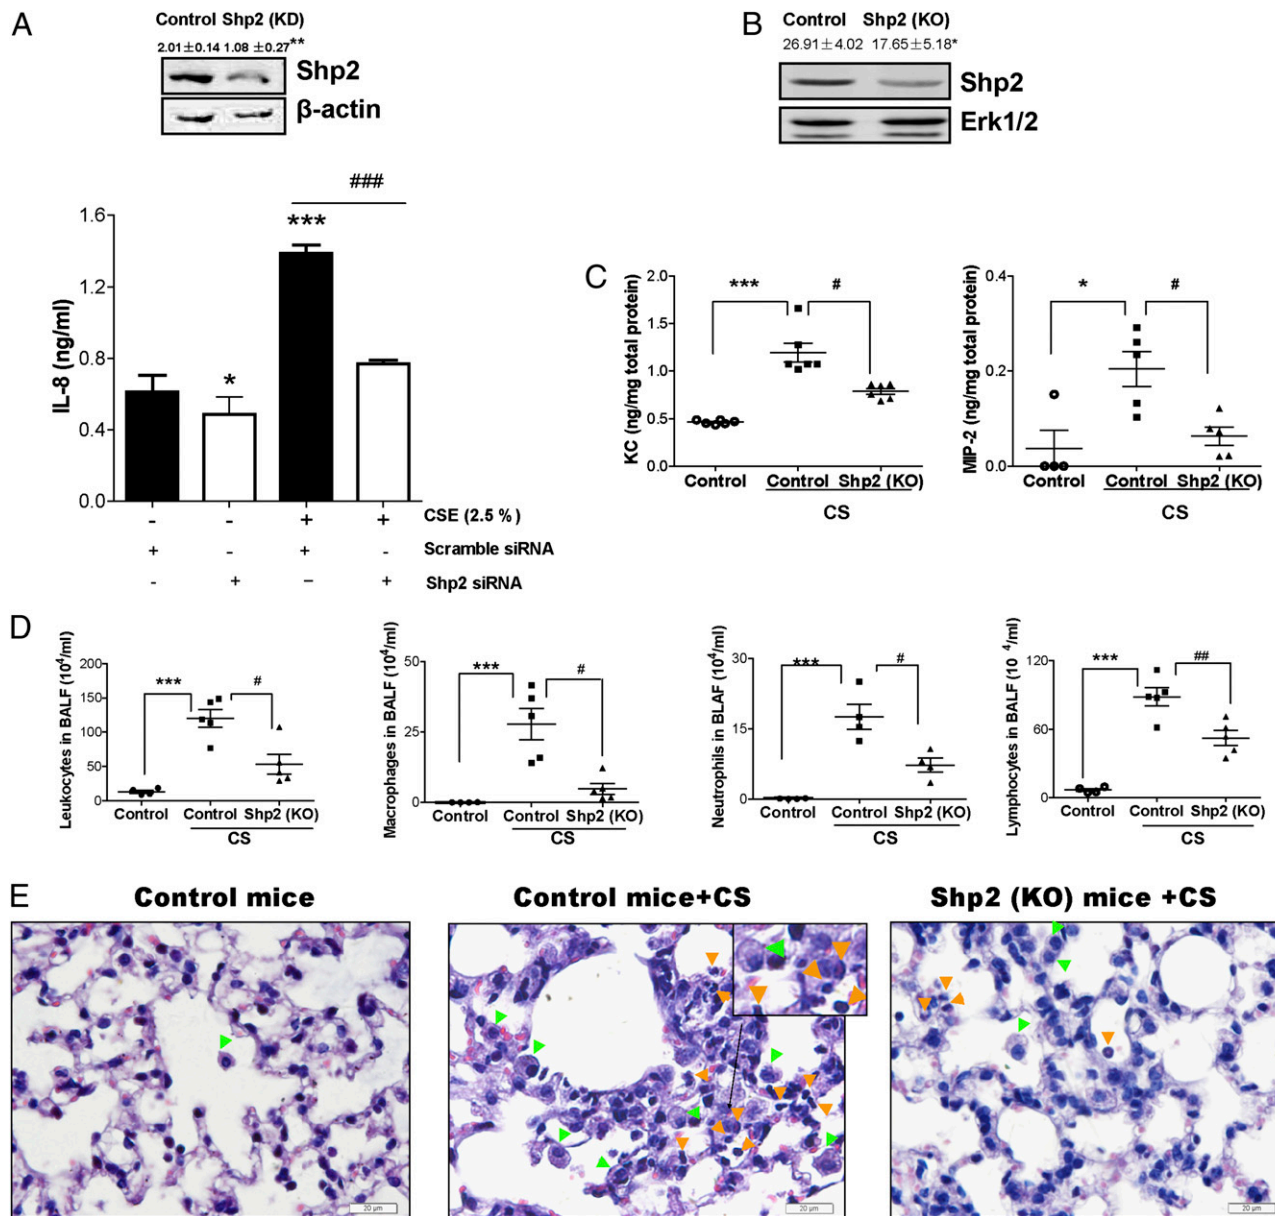 A
Control Shp2 (KD)
2.01±0.14 1.08 ±0.27**
Shp2
β-actin
B
Control Shp2 (KO)
26.91±4.02 17.65±5.18*
Shp2
Erk1/2
###
***
*
IL-8 (ng/ml)
1.6
1.2
0.8
0.4
0.0
- - + + CSE (2.5 %)
+ - + - Scramble siRNA
- + – + Shp2 siRNA
C
KC (ng/mg total protein)
2.0
1.5
1.0
0.5
0.0
*** #
Control Control Shp2 (KO)
CS
MIP-2 (ng/mg total protein)
0.4
0.2
0.0
* #
Control Control Shp2 (KO)
CS
D
Leukocytes in BALF (10⁴/ml)
200
150
100
50
0
*** #
Control Control Shp2 (KO)
CS
Macrophages in BALF (10⁴/ml)
50
25
0
*** #
Control Control Shp2 (KO)
CS
Neutrophils in BLAF (10⁴/ml)
30
15
0
*** #
Control Control Shp2 (KO)
CS
Lymphocytes in BALF (10 ⁴/ml)
120
60
0
*** ##
Control Control Shp2 (KO)
CS
E
Control mice
Control mice+CS
Shp2 (KO) mice +CS
20 µm
20 µm
20 µm